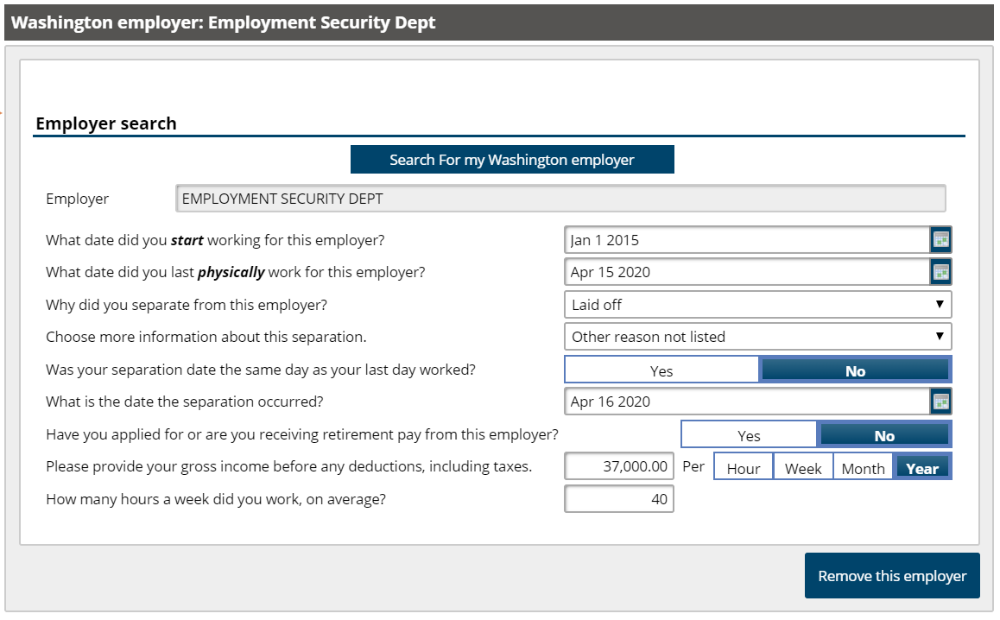 Washington employer: Employment Security Dept
Employer search
Search For my Washington employer
Employer EMPLOYMENT SECURITY DEPT
What date did you start working for this employer? Jan 1 2015
What date did you last physically work for this employer? Apr 15 2020
Why did you separate from this employer? Laid off
Choose more information about this separation. Other reason not listed
Was your separation date the same day as your last day worked? Yes No
What is the date the separation occurred? Apr 16 2020
Have you applied for or are you receiving retirement pay from this employer? Yes No
Please provide your gross income before any deductions, including taxes. 37,000.00 Per Hour Week Month Year
How many hours a week did you work, on average? 40
Remove this employer